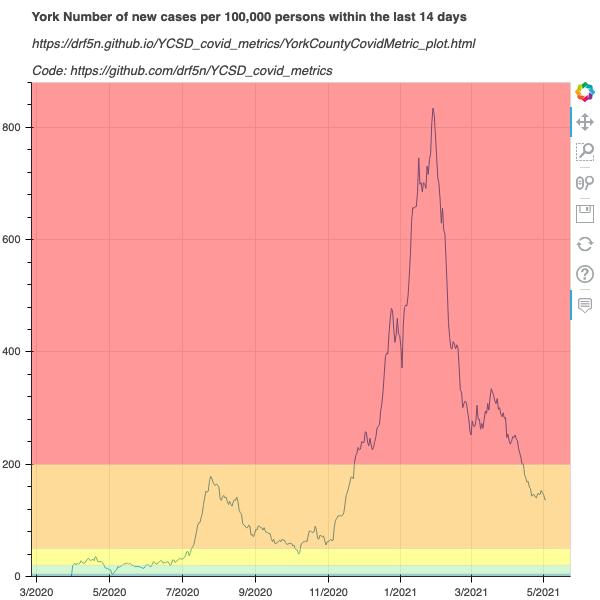 York Number of new cases per 100,000 persons within the last 14 days
https://drf5n.github.io/YCSD_covid_metrics/YorkCountyCovidMetric_plot.html
Code: https://github.com/drf5n/YCSD_covid_metrics
800
600
400
200
0
3/2020 5/2020 7/2020 9/2020 11/2020 1/2021 3/2021 5/2021